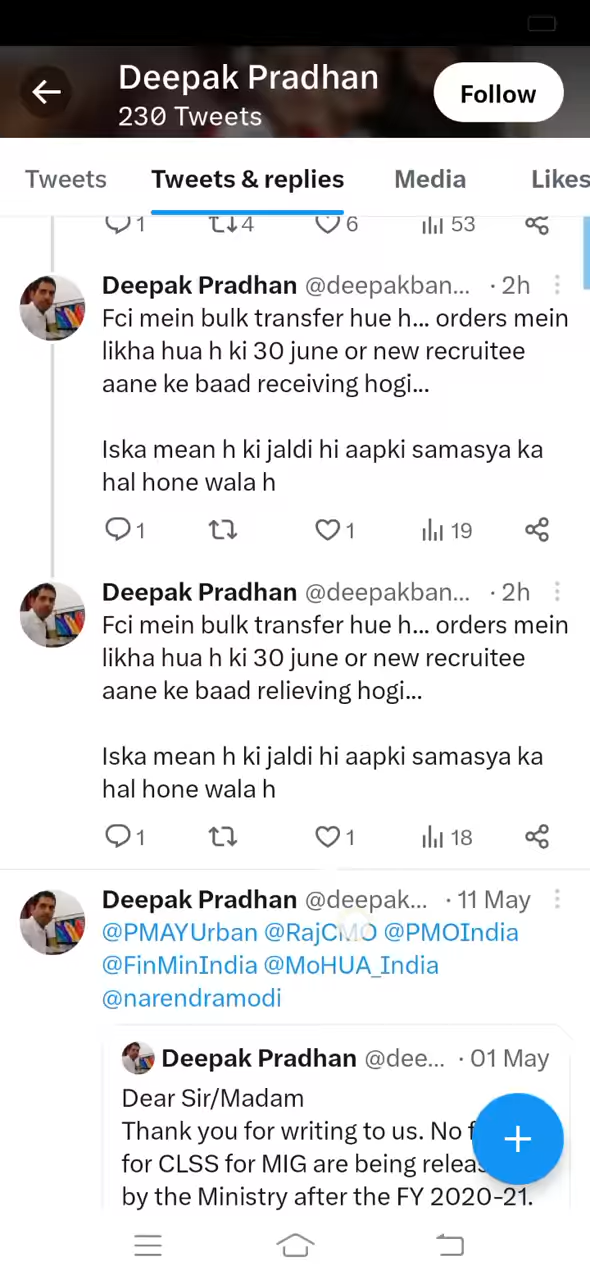 Deepak Pradhan
230 Tweets
Follow
Tweets
Tweets & replies
Media
Likes
1
4
6
53
Deepak Pradhan @deepakban... · 2h
Fci mein bulk transfer hue h... orders mein
likha hua h ki 30 june or new recruitee
aane ke baad receiving hogi...
Iska mean h ki jaldi hi aapki samasya ka
hal hone wala h
1
1
19
Deepak Pradhan @deepakban... · 2h
Fci mein bulk transfer hue h... orders mein
likha hua h ki 30 june or new recruitee
aane ke baad relieving hogi...
Iska mean h ki jaldi hi aapki samasya ka
hal hone wala h
1
1
18
Deepak Pradhan @deepak... · 11 May
@PMAYUrban @RajCMO @PMOIndia
@FinMinIndia @MoHUA_India
@narendramodi
Deepak Pradhan @dee... · 01 May
Dear Sir/Madam
Thank you for writing to us. No
for CLSS for MIG are being
by the Ministry after the FY 2020-21.